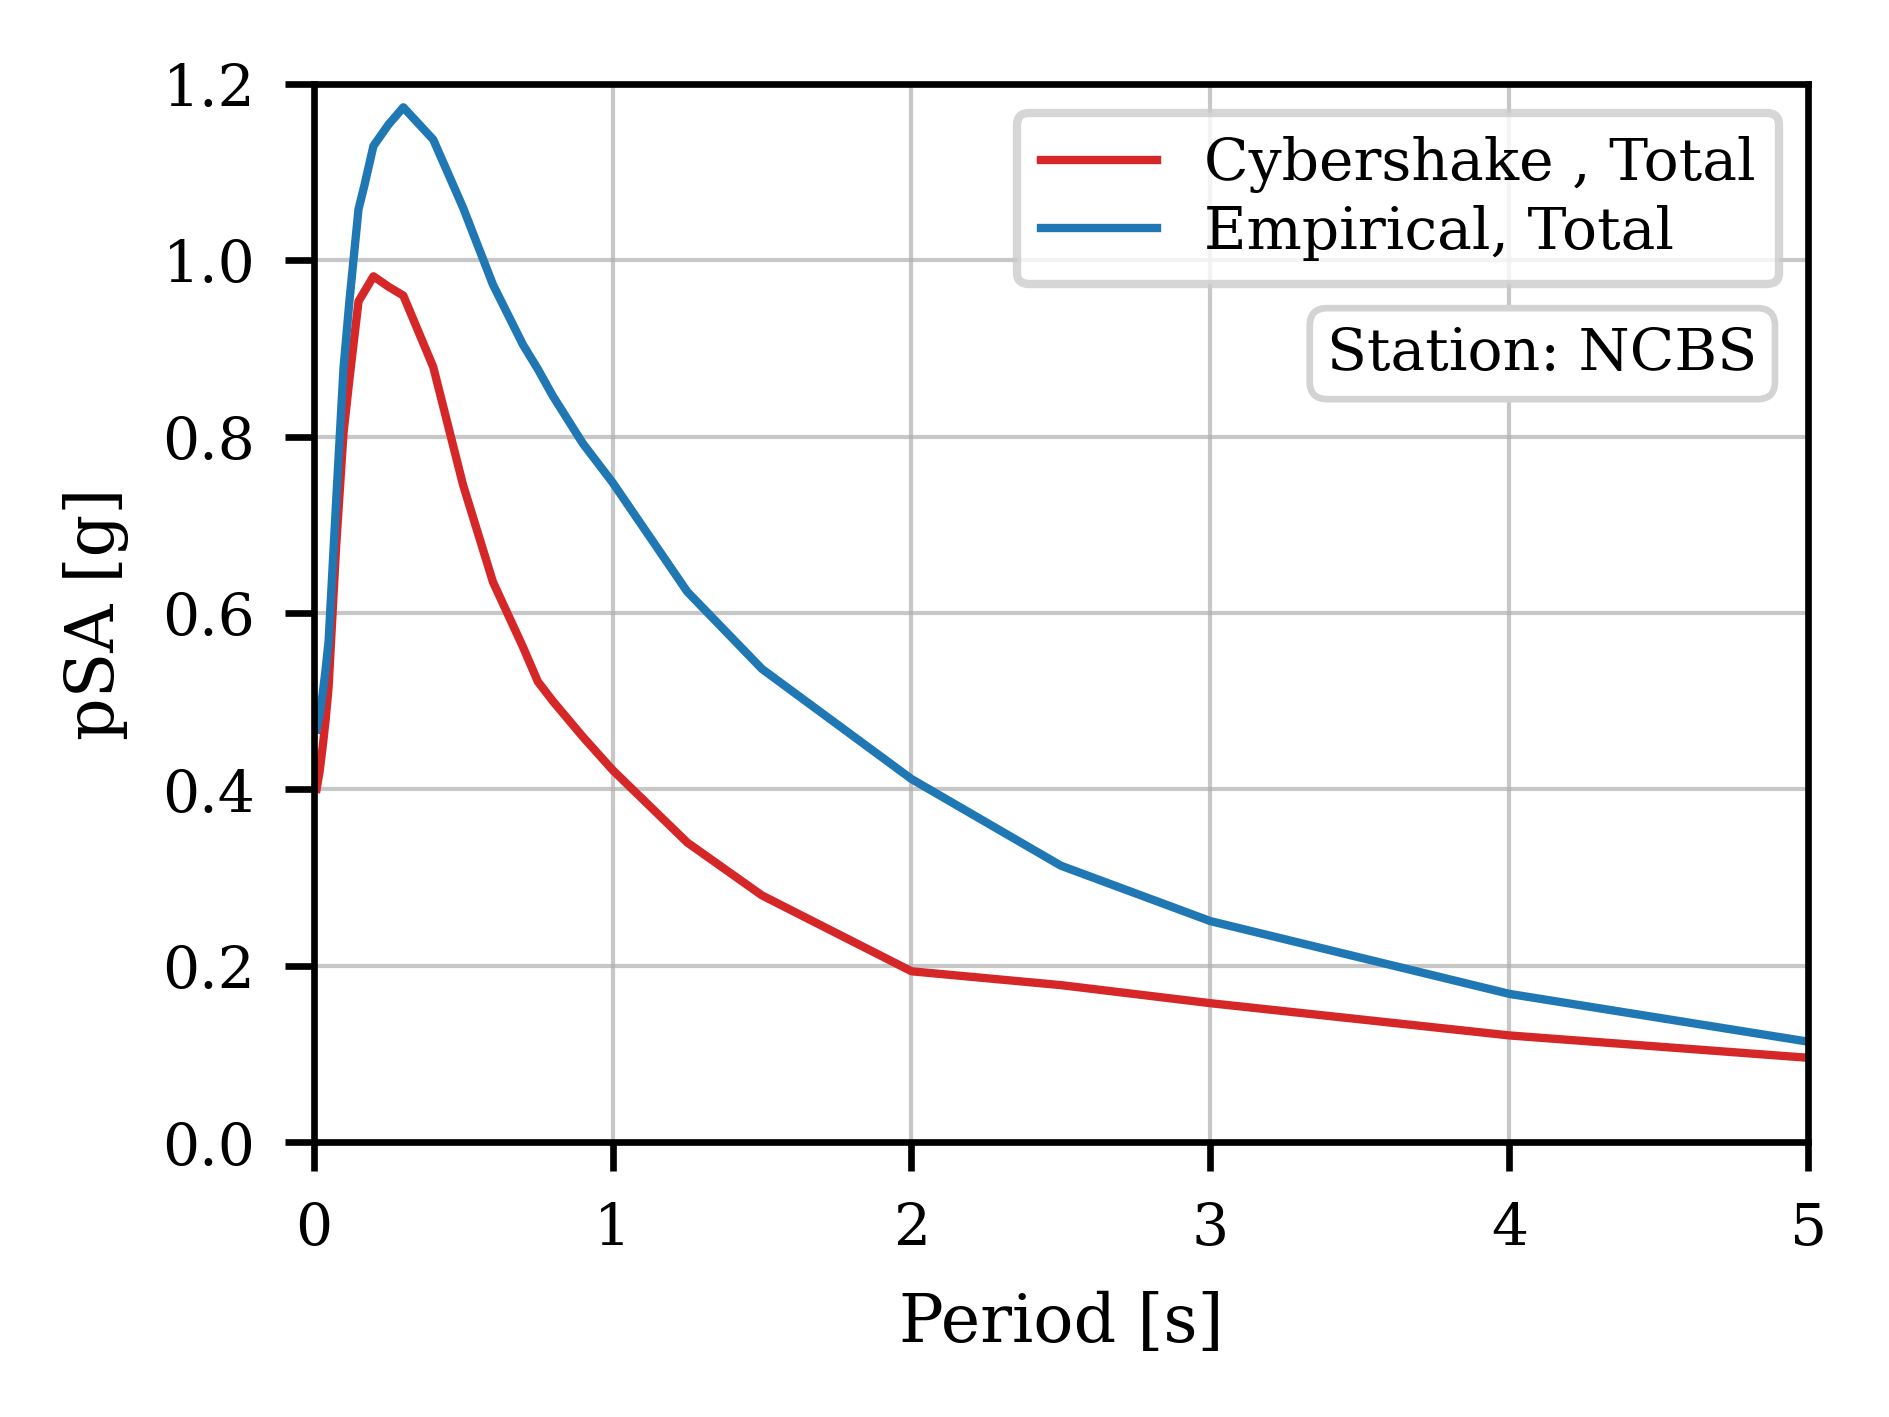 1.2
1.0
0.8
0.6
0.4
0.2
0.0
pSA [g]
Cybershake , Total
Empirical, Total
Station: NCBS
0 1 2 3 4 5
Period [s]